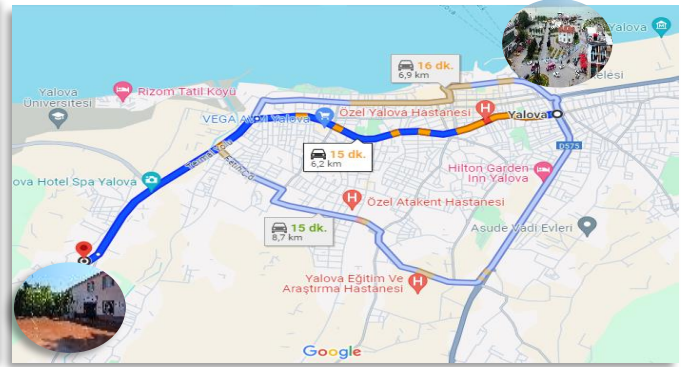 Yalova
16 dk.
6,9 km
Yalova
Üniversitesi
Rizom Tatil Köyü
VEGA AVM Yalova
Özel Yalova Hastanesi
Yalova
15 dk.
6,2 km
D575
Hilton Garden
Inn Yalova
ova Hotel Spa Yalova
Özel Atakent Hastanesi
15 dk.
8,7 km
Asude Vadi Evleri
Yalova Eğitim Ve
Araştırma Hastanesi
Google